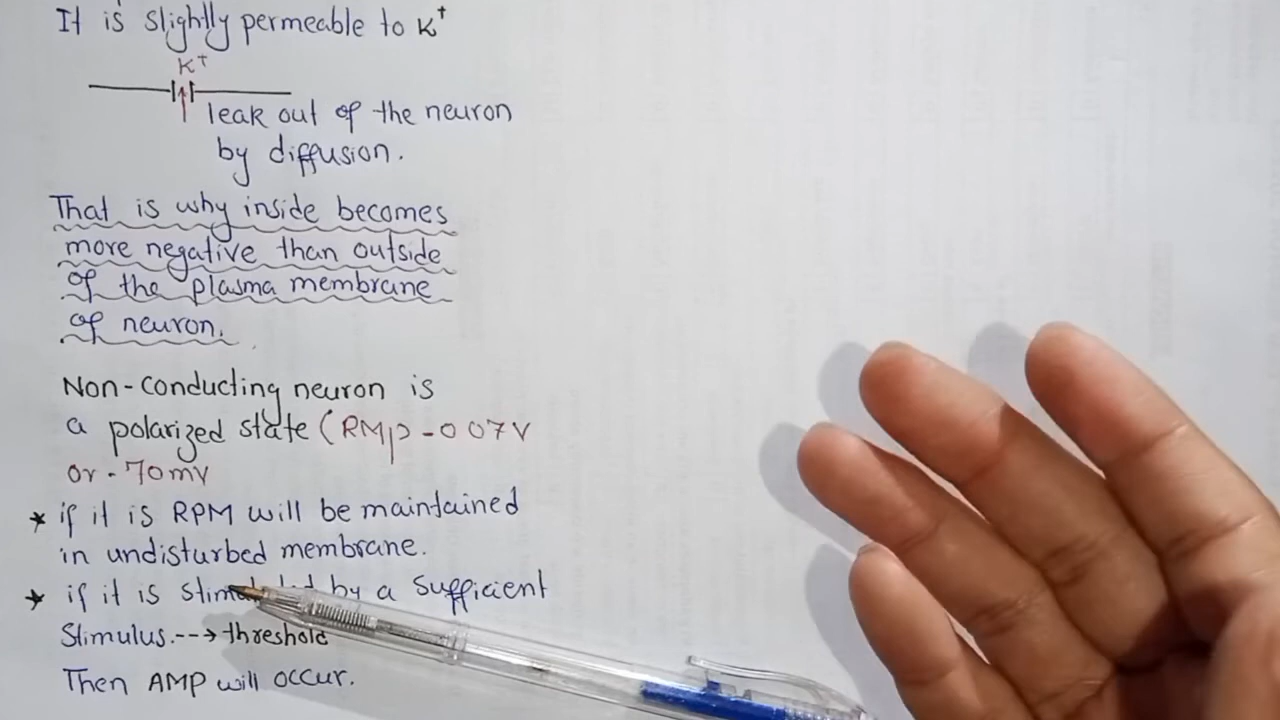 It is slightly permeable to K⁺
K⁺
leak out of the neuron
by diffusion.
That is why inside becomes
more negative than outside
of the plasma membrane
of neuron.
Non-conducting neuron is
a polarized state (RMP -0 07V
or -70mV
* if it is RPM will be maintained
in undisturbed membrane.
* if it is by a sufficient
Stimulus.--→ threshold
Then AMP will occur.